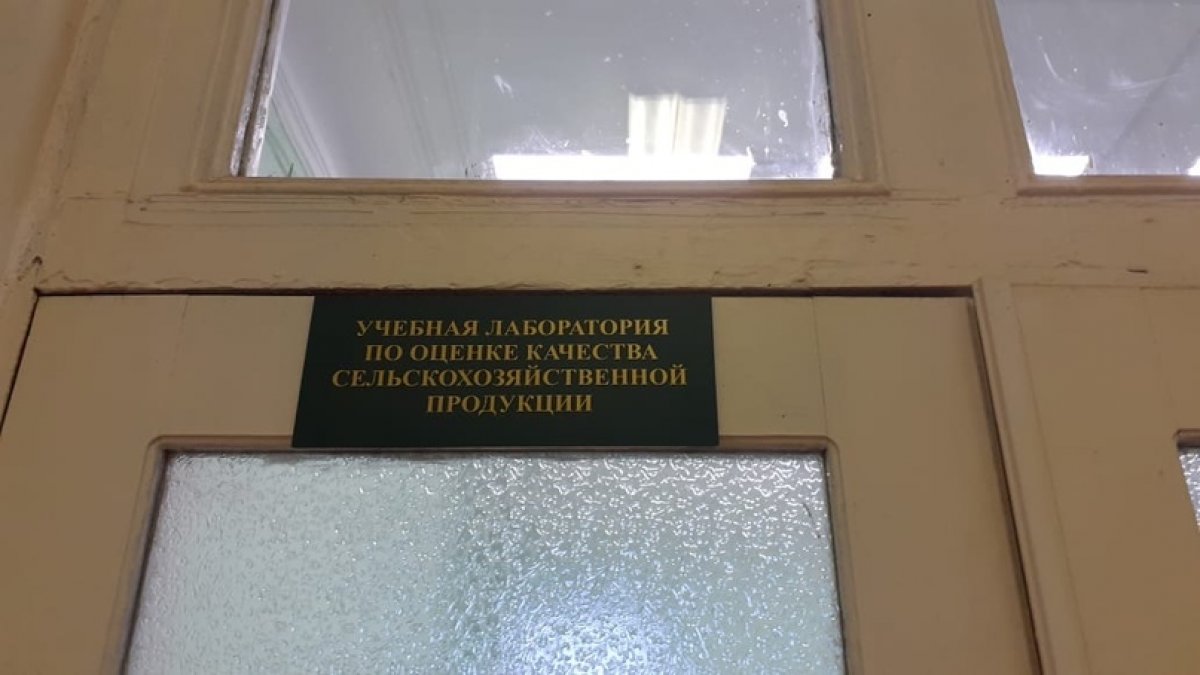 УЧЕБНАЯ ЛАБОРАТОРИЯ
ПО ОЦЕНКЕ КАЧЕСТВА
СЕЛЬСКОХОЗЯЙСТВЕННОЙ
ПРОДУКЦИИ